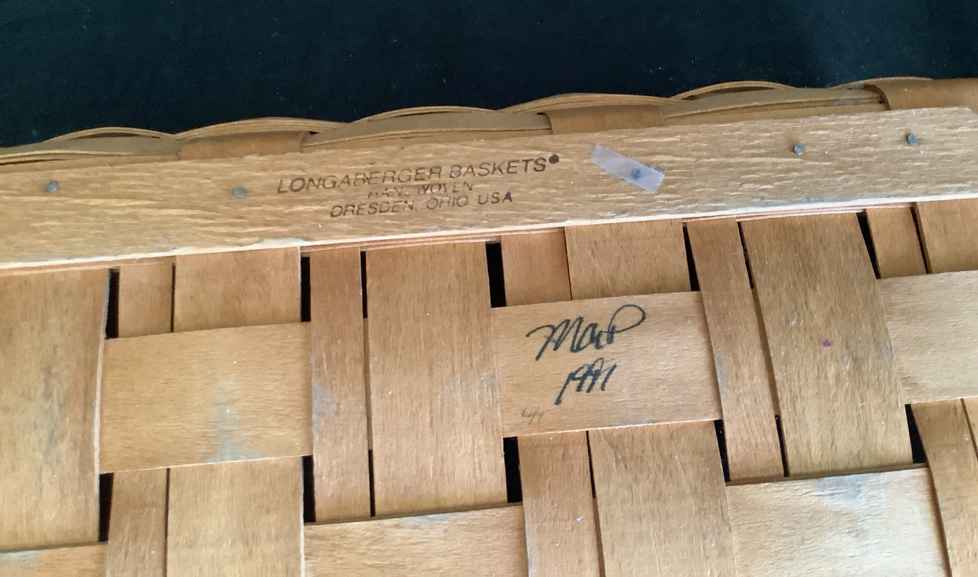 LONGABERGER BASKETS®
HAND WOVEN
DRESDEN, OHIO USA
1991